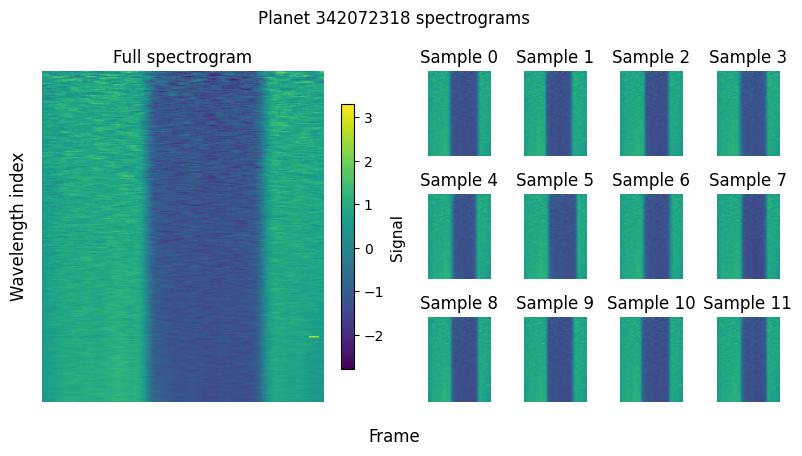 Planet 342072318 spectrograms
Full spectrogram
Wavelength index
3
2
1
0
−1
−2
Signal
Sample 0 Sample 1 Sample 2 Sample 3
Sample 4 Sample 5 Sample 6 Sample 7
Sample 8 Sample 9 Sample 10 Sample 11
Frame